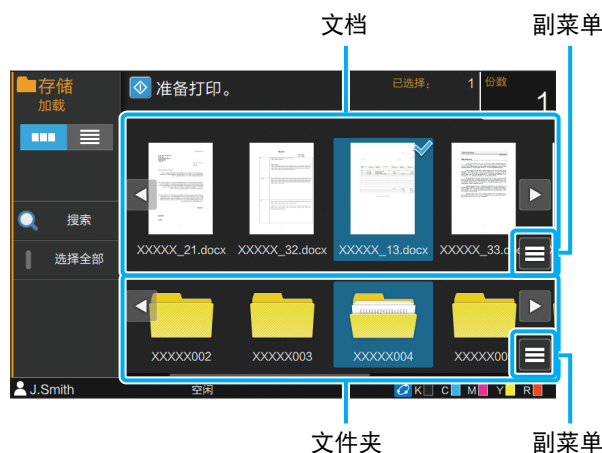 文档
副菜单
存储
加载
准备打印。
已选择： 1
份数
1
搜索
选择全部
XXXXX_21.docx
XXXXX_32.docx
XXXXX_13.docx
XXXXX_33.d
XXXXX002
XXXXX003
XXXXX004
XXXXX00
J.Smith
空闲
K C M Y R
文件夹
副菜单